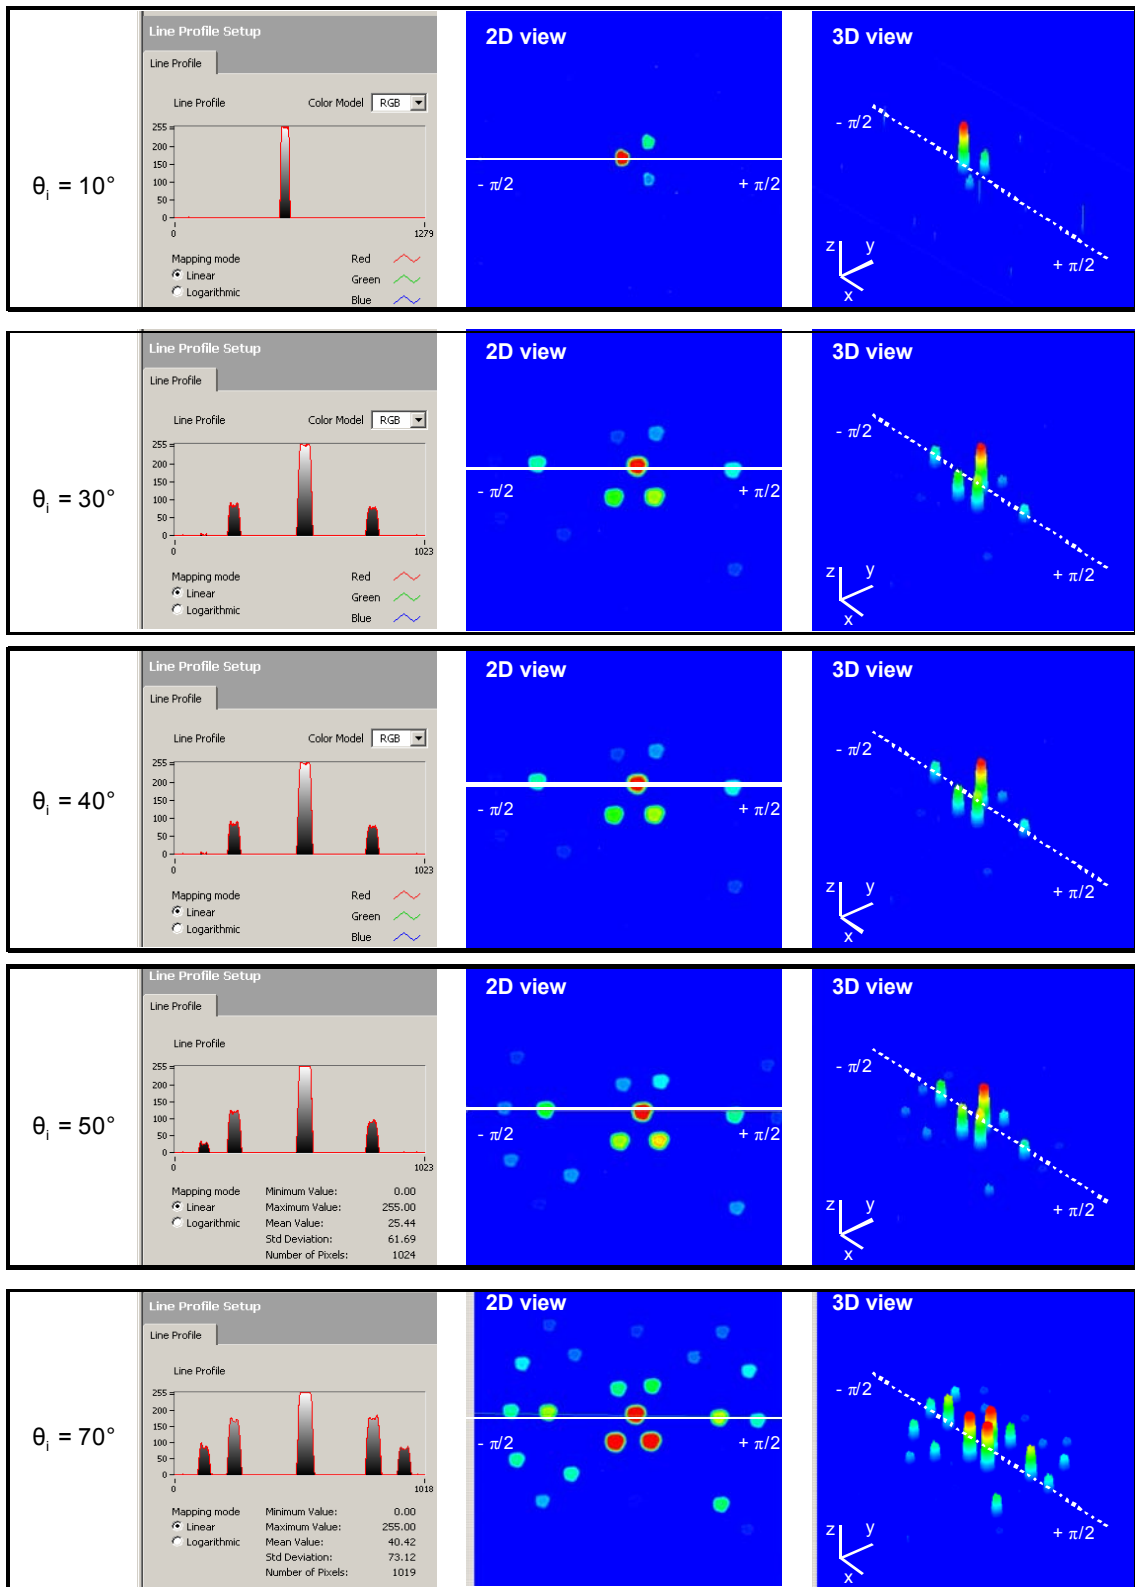 θi = 10°
Line Profile Setup
Line Profile
Line Profile
Color Model RGB
255
200
150
100
50
0
0 1279
Mapping mode
Linear
Logarithmic
Red
Green
Blue
2D view
- π/2 + π/2
3D view
- π/2
+ π/2
z y
x
θi = 30°
Line Profile Setup
Line Profile
Line Profile
Color Model RGB
255
200
150
100
50
0
0 1023
Mapping mode
Linear
Logarithmic
Red
Green
Blue
2D view
- π/2 + π/2
3D view
- π/2
+ π/2
z y
x
θi = 40°
Line Profile Setup
Line Profile
Line Profile
Color Model RGB
255
200
150
100
50
0
0 1023
Mapping mode
Linear
Logarithmic
Red
Green
Blue
2D view
- π/2 + π/2
3D view
- π/2
+ π/2
z y
x
θi = 50°
Line Profile Setup
Line Profile
Line Profile
255
200
150
100
50
0
0 1023
Mapping mode
Linear
Logarithmic
Minimum Value: 0.00
Maximum Value: 255.00
Mean Value: 25.44
Std Deviation: 61.69
Number of Pixels: 1024
2D view
- π/2 + π/2
3D view
- π/2
+ π/2
z y
x
θi = 70°
Line Profile Setup
Line Profile
Line Profile
255
200
150
100
50
0
0 1018
Mapping mode
Linear
Logarithmic
Minimum Value: 0.00
Maximum Value: 255.00
Mean Value: 40.42
Std Deviation: 73.12
Number of Pixels: 1019
2D view
- π/2 + π/2
3D view
- π/2
+ π/2
z y
x